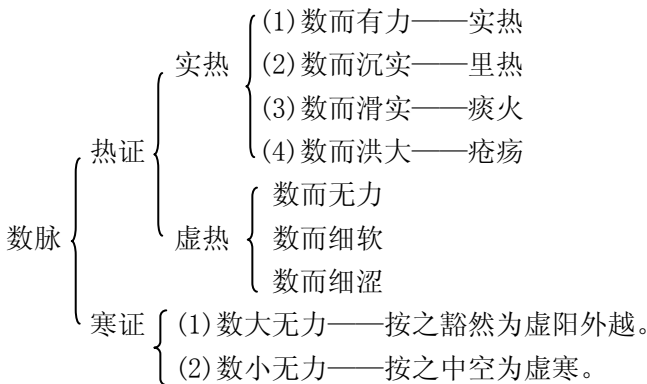 (1)数而有力——实热
实热
(2)数而沉实——里热
(3)数而滑实——痰火
热证
(4)数而洪大——疮疡
数而无力
数脉
虚热
数而细软
数而细涩
寒证
(1)数大无力——按之豁然为虚阳外越。
(2)数小无力——按之中空为虚寒。